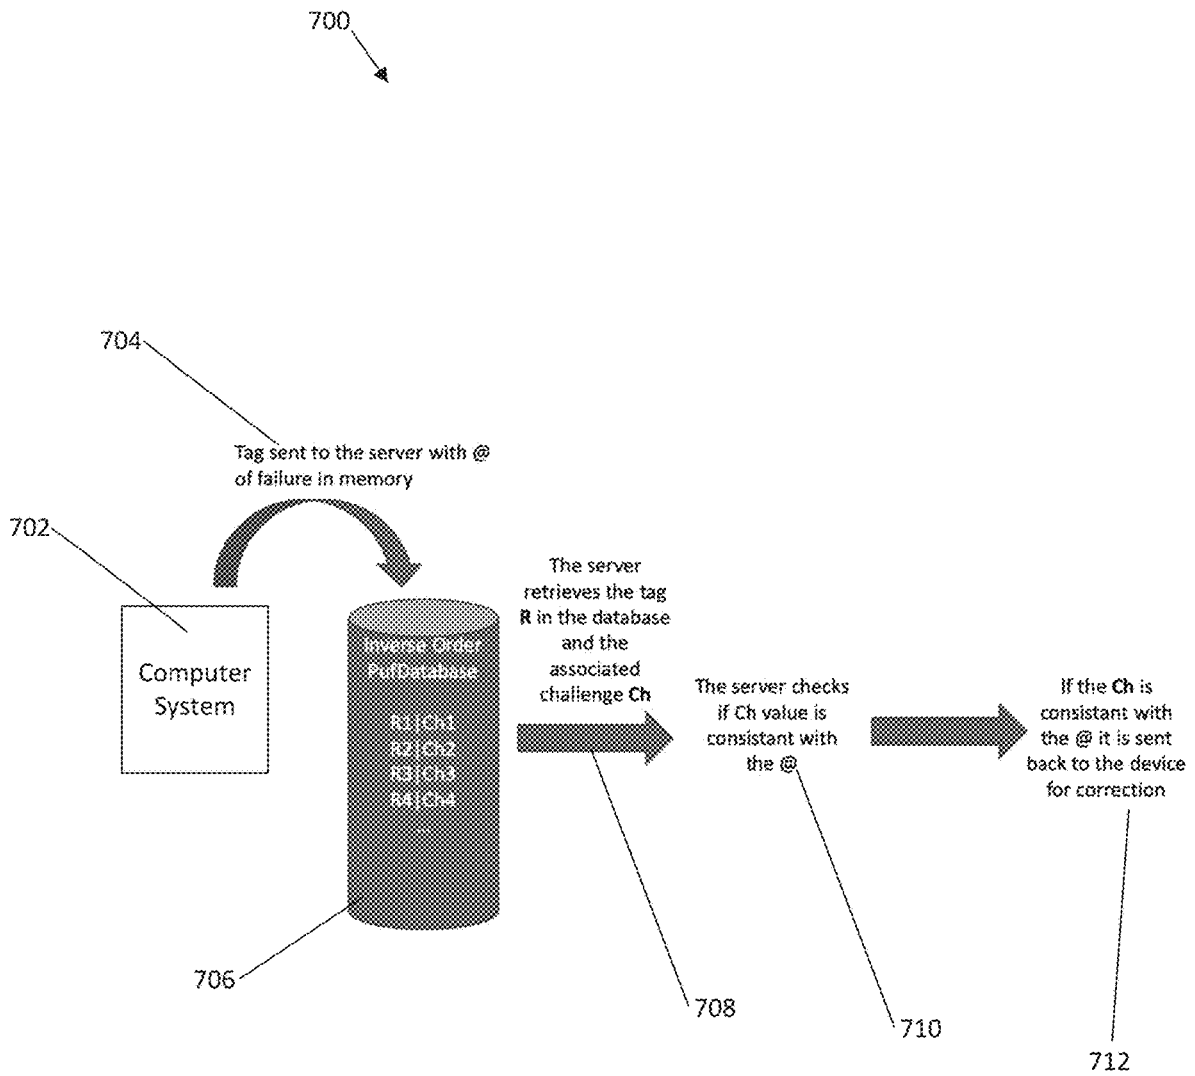 700
704
Tag sent to the server with @
of failure in memory
702
Computer
System
Inverse Order
PufDatabase
R1|Ch1
R2|Ch2
R3|Ch3
R4|Ch4
...
The server
retrieves the tag
R in the database
and the
associated
challenge Ch
The server checks
if Ch value is
consistant with
the @
If the Ch is
consistant with
the @ it is sent
back to the device
for correction
706
708
710
712